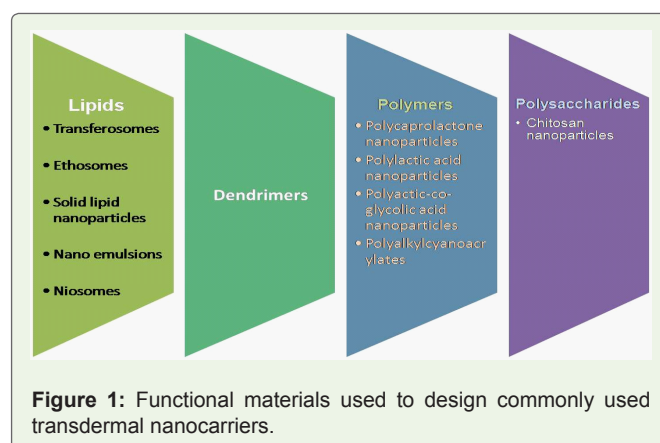 Lipids
• Transferosomes
• Ethosomes
• Solid lipid
nanoparticles
• Nano emulsions
• Niosomes
Dendrimers
Polymers
• Polycaprolactone
nanoparticles
• Polylactic acid
nanoparticles
• Polyactic-co-
glycolic acid
nanoparticles
• Polyalkylcyanoacr
ylates
Polysaccharides
• Chitosan
nanoparticles
Figure 1: Functional materials used to design commonly used
transdermal nanocarriers.